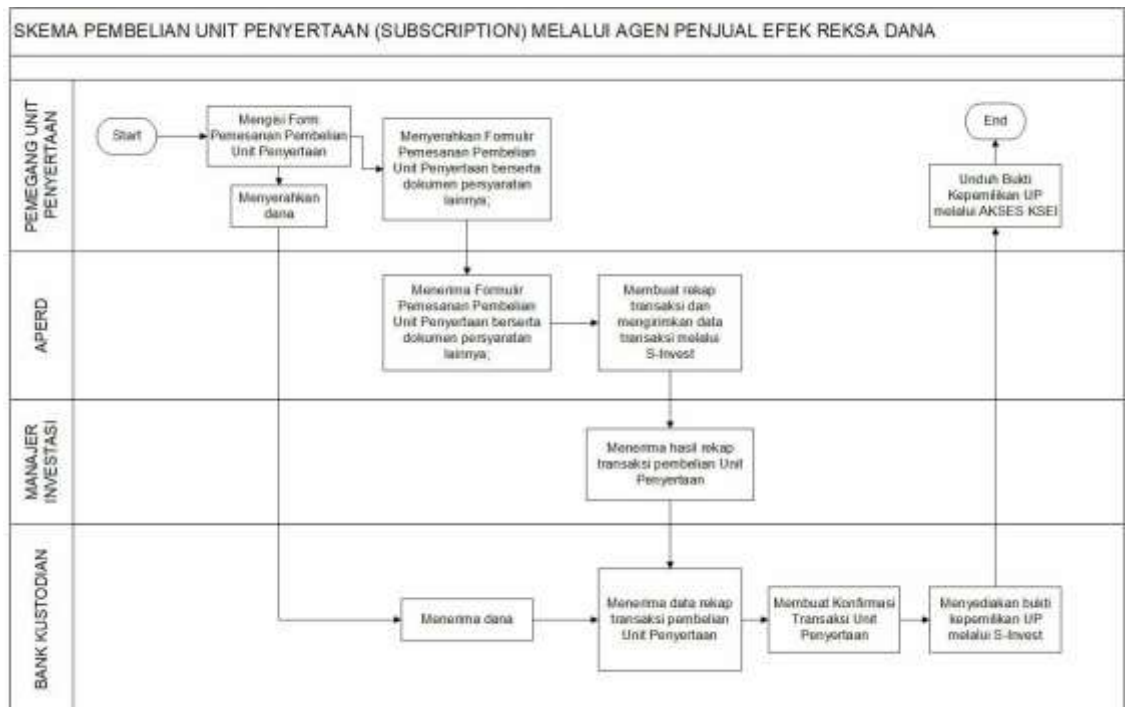 SKEMA PEMBELIAN UNIT PENYERTAAN (SUBSCRIPTION) MELALUI AGEN PENJUAL EFEK REKSA DANA
PEMEGANG UNIT
PENYERTAAN
Start
Mengisi Form
Pemesanan Pembelian
Unit Penyertaan
Menyerahkan
dana
Menyerahkan Formulir
Pemesanan Pembelian
Unit Penyertaan berserta
dokumen persyaratan
lainnya;
End
Unduh Bukti
Kepemilikan UP
melalui AKSES KSEI
APERD
Menerima Formulir
Pemesanan Pembelian
Unit Penyertaan berserta
dokumen persyaratan
lainnya;
Membuat rekap
transaksi dan
mengirimkan data
transaksi melalui
S-Invest
MANAJER
INVESTASI
Menerima hasil rekap
transaksi pembelian Unit
Penyertaan
BANK KUSTODIAN
Menerima dana
Menerima data rekap
transaksi pembelian
Unit Penyertaan
Membuat Konfirmasi
Transaksi Unit
Penyertaan
Menyediakan bukti
kepemilikan UP
melalui S-Invest